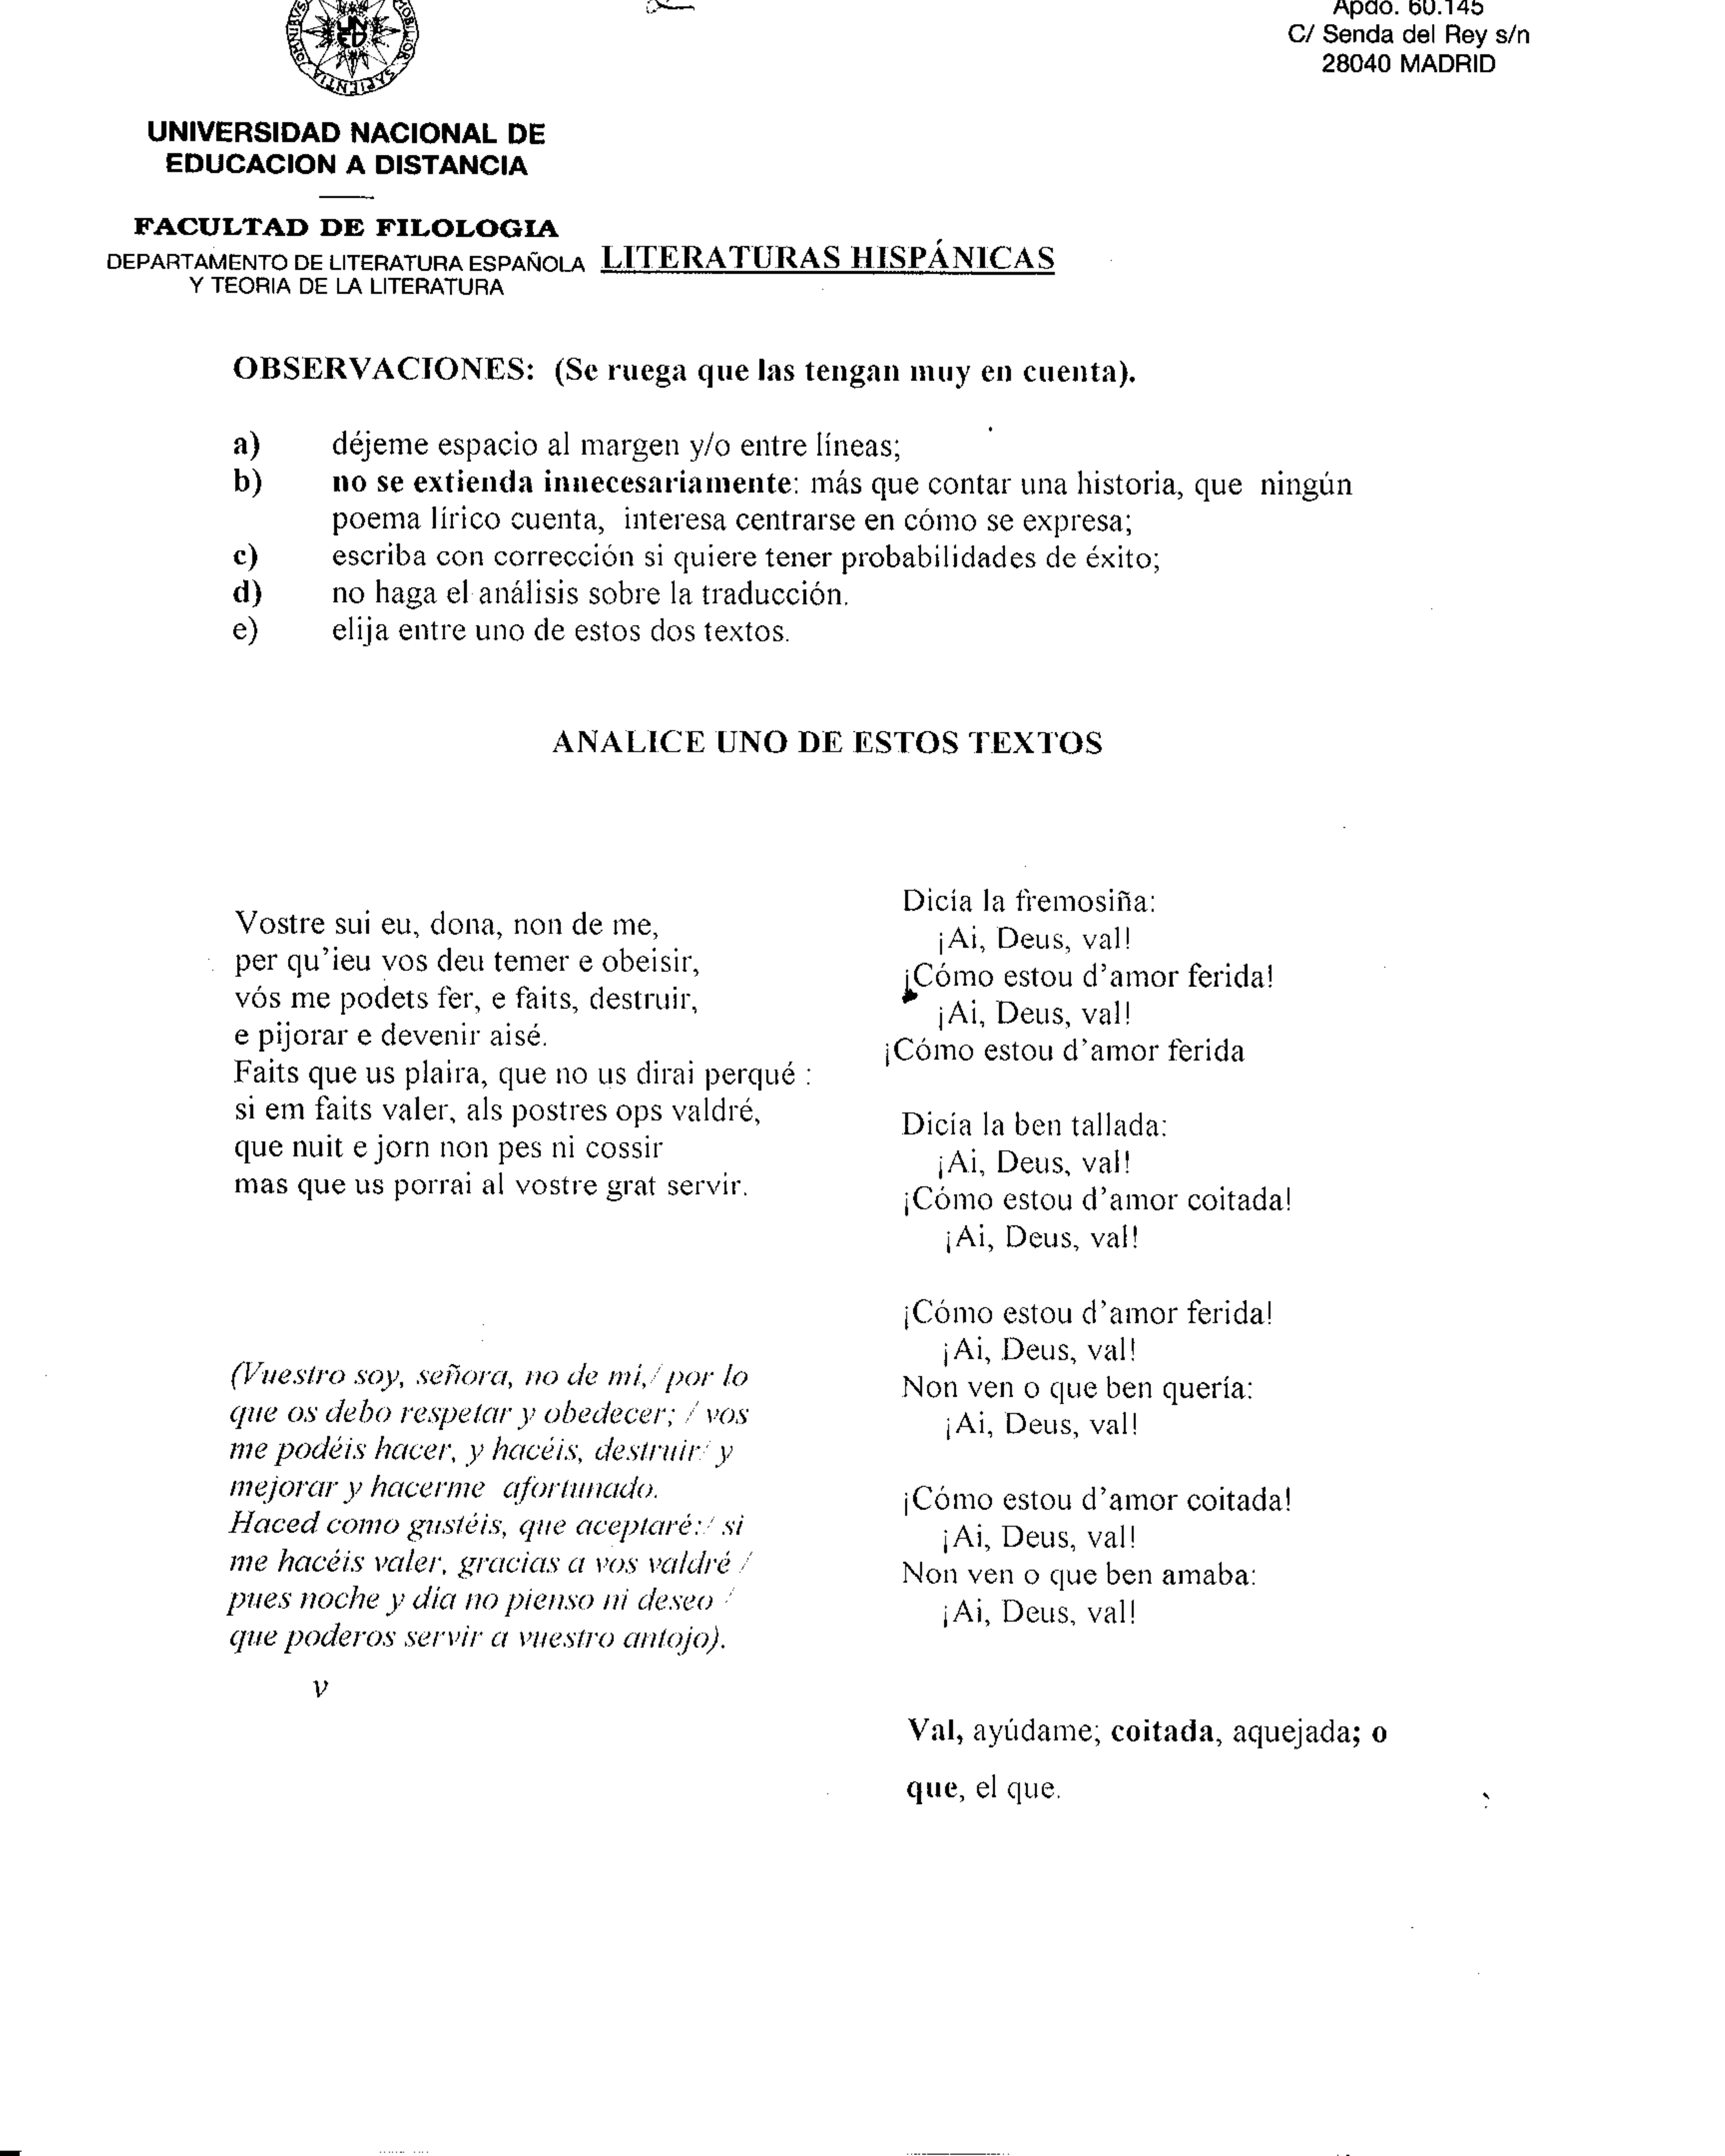 Apdo. 60.145
C/ Senda del Rey s/n
28040 MADRID
UNIVERSIDAD NACIONAL DE
EDUCACION A DISTANCIA
FACULTAD DE FILOLOGIA
DEPARTAMENTO DE LITERATURA ESPAÑOLA
Y TEORIA DE LA LITERATURA
LITERATURAS HISPÁNICAS
OBSERVACIONES: (Se ruega que las tengan muy en cuenta).
a) déjeme espacio al margen y/o entre líneas;
b) no se extienda innecesariamente: más que contar una historia, que ningún
poema lírico cuenta, interesa centrarse en cómo se expresa;
c) escriba con corrección si quiere tener probabilidades de éxito;
d) no haga el análisis sobre la traducción.
e) elija entre uno de estos dos textos.
ANALICE UNO DE ESTOS TEXTOS
Vostre sui eu, dona, non de me,
per qu'ieu vos deu temer e obeisir,
vós me podets fer, e faits, destruir,
e pijorar e devenir aisé.
Faits que us plaira, que no us dirai perqué :
si em faits valer, als postres ops valdré,
que nuit e jorn non pes ni cossir
mas que us porrai al vostre grat servir.
(Vuestro soy, señora, no de mi,/ por lo
que os debo respetar y obedecer; / vos
me podéis hacer, y hacéis, destruir/ y
mejorar y hacerme afortunado.
Haced como gustéis, que aceptaré:/ si
me hacéis valer, gracias a vos valdré /
pues noche y día no pienso ni deseo /
que poderos servir a vuestro antojo).
v
Dicía la fremosiña:
¡Ai, Deus, val!
¡Cómo estou d'amor ferida!
¡Ai, Deus, val!
¡Cómo estou d'amor ferida
Dicía la ben tallada:
¡Ai, Deus, val!
¡Cómo estou d'amor coitada!
¡Ai, Deus, val!
¡Cómo estou d'amor ferida!
¡Ai, Deus, val!
Non ven o que ben quería:
¡Ai, Deus, val!
¡Cómo estou d'amor coitada!
¡Ai, Deus, val!
Non ven o que ben amaba:
¡Ai, Deus, val!
Val, ayúdame; coitada, aquejada; o
que, el que.